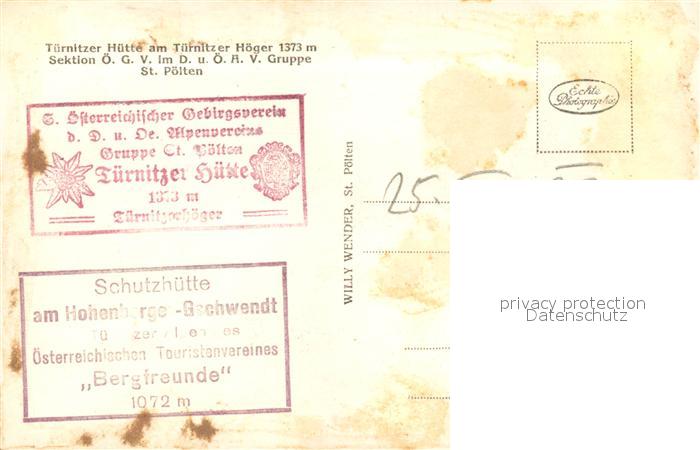 Türnitzer Hütte am Türnitzer Höger 1373 m
Sektion Ö. G. V. im D. u. Ö. A. V. Gruppe
St. Pölten
Echte
Photographie
S. Österreichischer Gebirgsverein
d. D. u. Oe. Alpenvereins
Gruppe St. Pölten
Türnitzer Hütte
1373 m
Türnitzerhöger
WILLY WENDER, St. Pölten
25.
Schutzhütte
am Hohenberger-Gschwendt
des
Österreichischen Touristenvereines
„Bergfreunde"
1072 m
privacy protection
Datenschutz